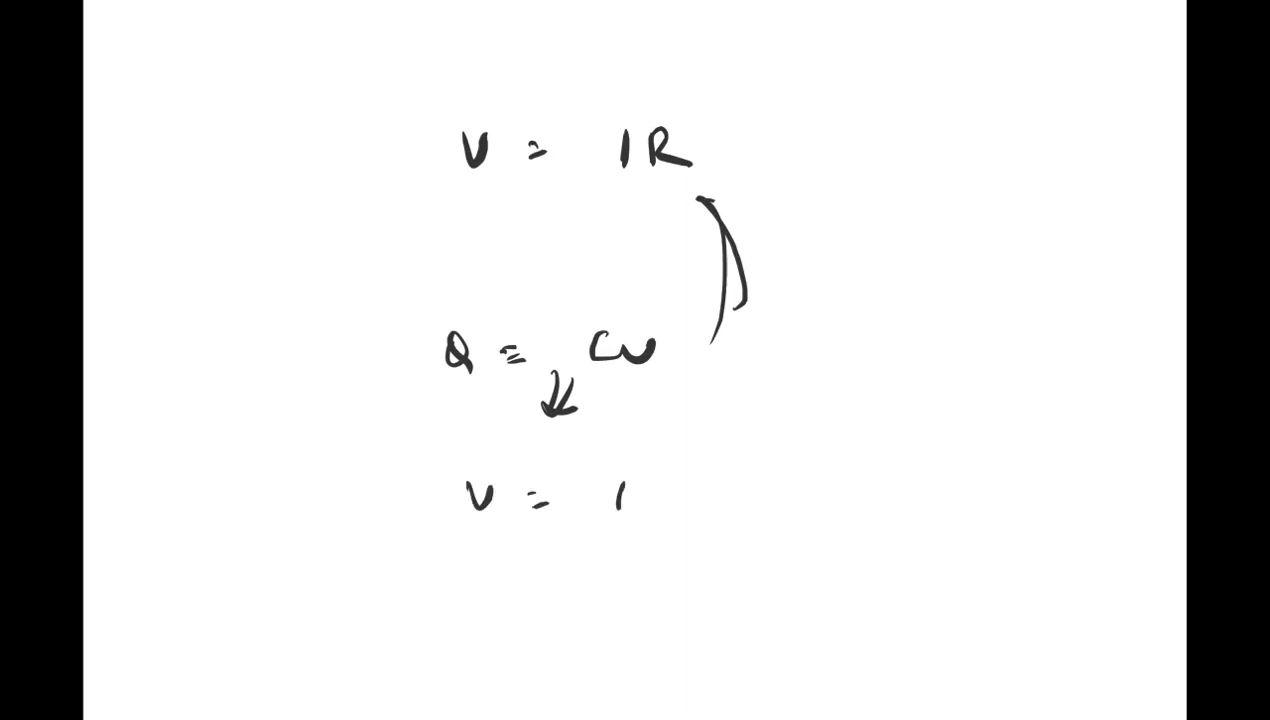 V = IR
Q = CV
V = I